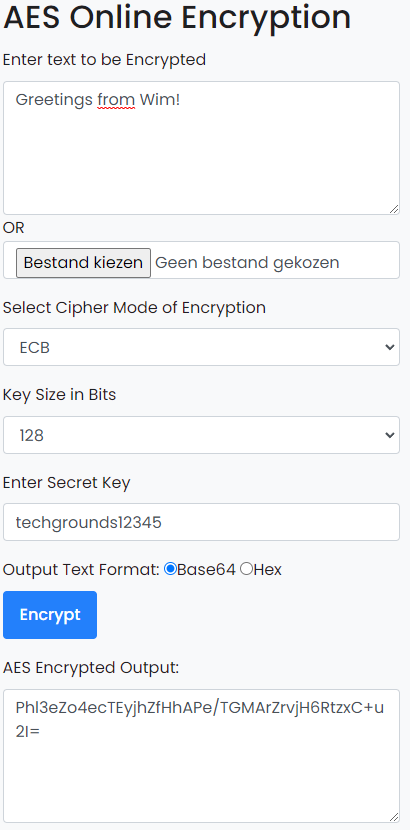 AES Online Encryption
Enter text to be Encrypted
Greetings from Wim!
OR
Bestand kiezen Geen bestand gekozen
Select Cipher Mode of Encryption
ECB
Key Size in Bits
128
Enter Secret Key
techgrounds12345
Output Text Format: Base64 Hex
Encrypt
AES Encrypted Output:
Phl3eZo4ecTEyjhZfHhAPe/TGMArZrvjH6RtzxC+u
2I=